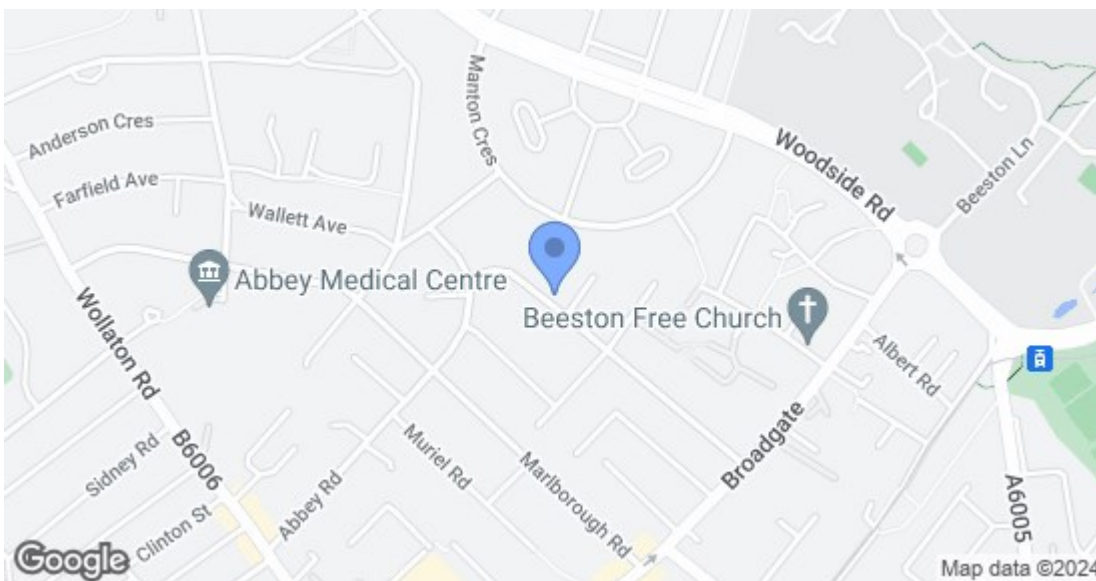 Manton Cres
Anderson Cres
Woodside Rd
Beeston Ln
Farfield Ave
Wallett Ave
Abbey Medical Centre
Beeston Free Church
Wollaton Rd
B6006
Albert Rd
Broadgate
Sidney Rd
Muriel Rd
Abbey Rd
Marlborough Rd
A6005
Clinton St
Google
Map data ©2024